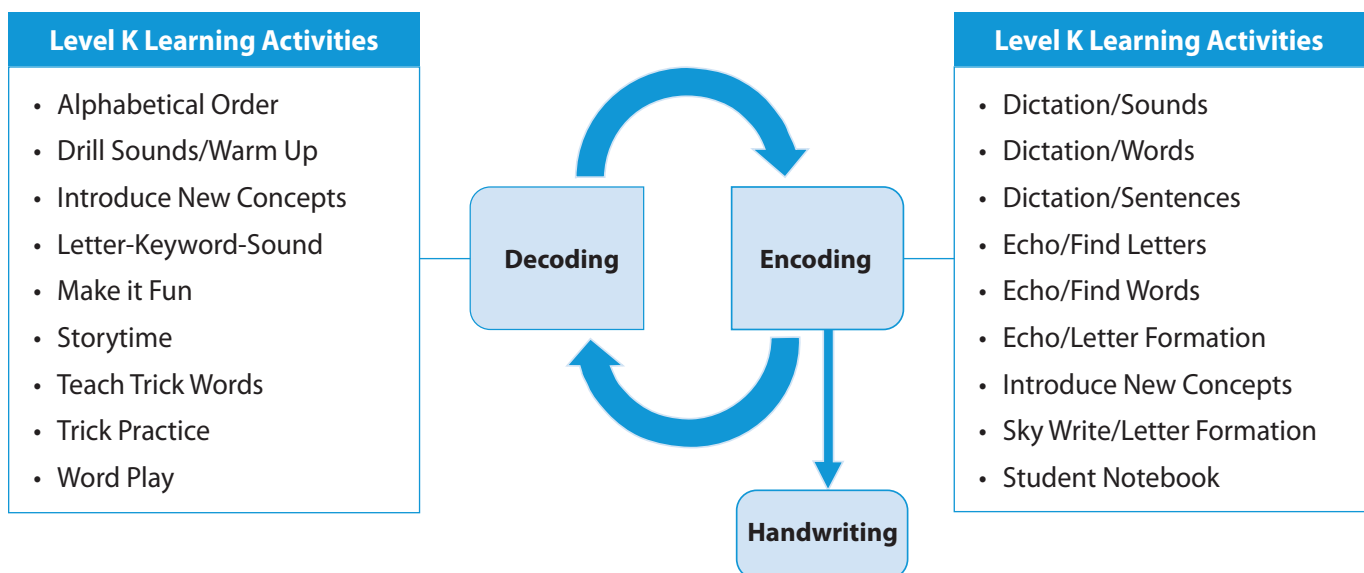 Level K Learning Activities
• Alphabetical Order
• Drill Sounds/Warm Up
• Introduce New Concepts
• Letter-Keyword-Sound
• Make it Fun
• Storytime
• Teach Trick Words
• Trick Practice
• Word Play
Decoding
Encoding
Handwriting
Level K Learning Activities
• Dictation/Sounds
• Dictation/Words
• Dictation/Sentences
• Echo/Find Letters
• Echo/Find Words
• Echo/Letter Formation
• Introduce New Concepts
• Sky Write/Letter Formation
• Student Notebook